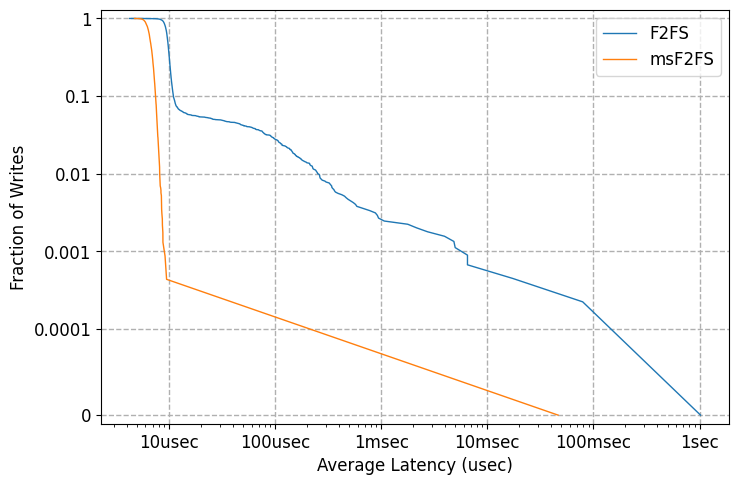 F2FS
msF2FS
1
0.1
0.01
0.001
0.0001
0
Fraction of Writes
10usec 100usec 1msec 10msec 100msec 1sec
Average Latency (usec)